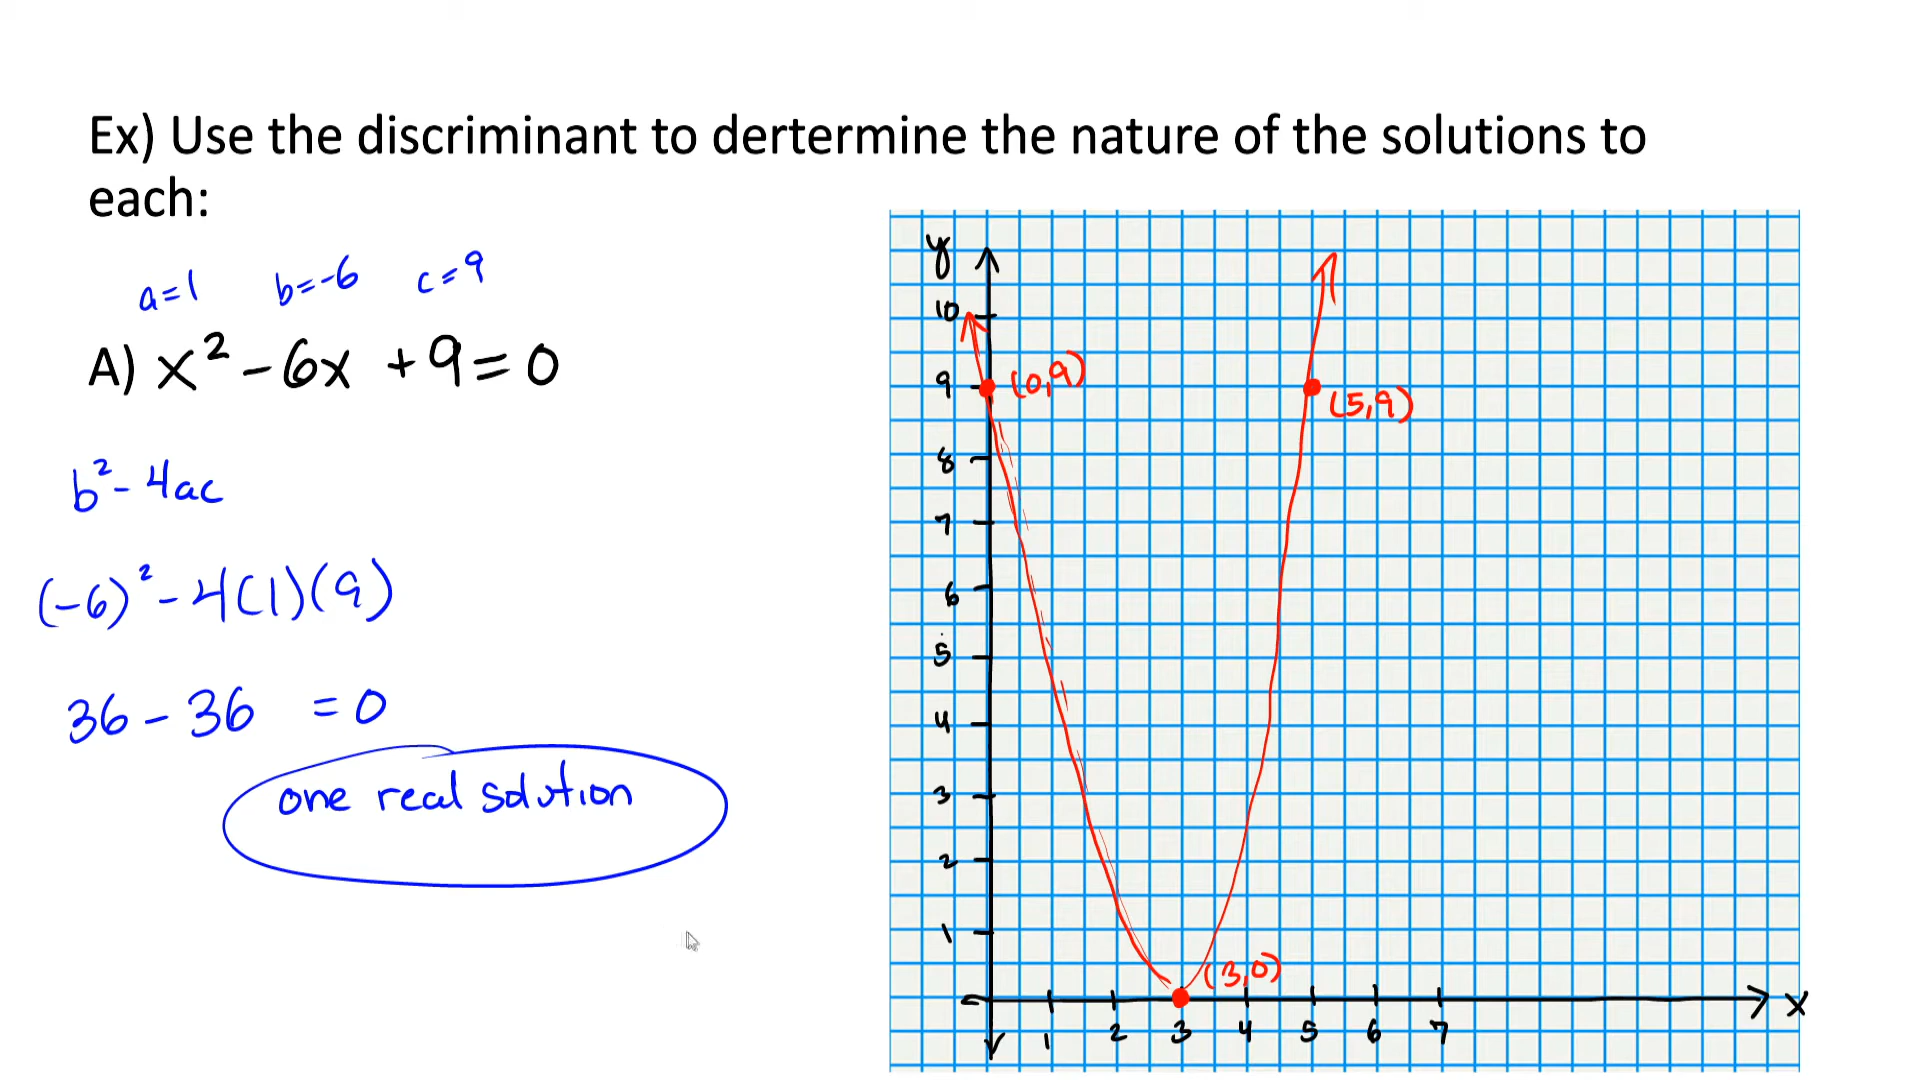 Ex) Use the discriminant to dertermine the nature of the solutions to
each:
a=1 b=-6 c=9
A) x² -6x +9=0
b²-4ac
(-6)²-4(1)(9)
36-36 =0
one real solution
y
10
9
8
7
6
5
4
3
2
1
(0,9)
(5,9)
(3,0)
1 2 3 4 5 6 7
x